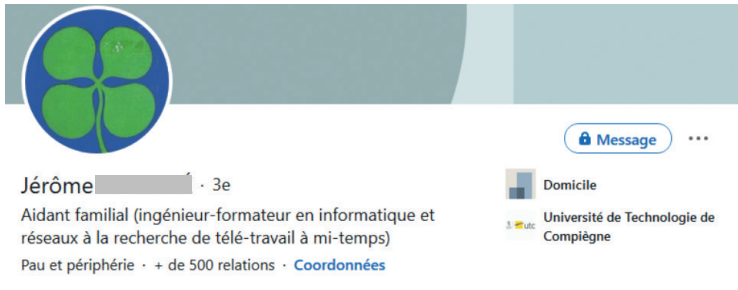 Message
Jérôme · 3e
Domicile
Aidant familial (ingénieur-formateur en informatique et
réseaux à la recherche de télé-travail à mi-temps)
utc
Université de Technologie de
Compiègne
Pau et périphérie · + de 500 relations · Coordonnées